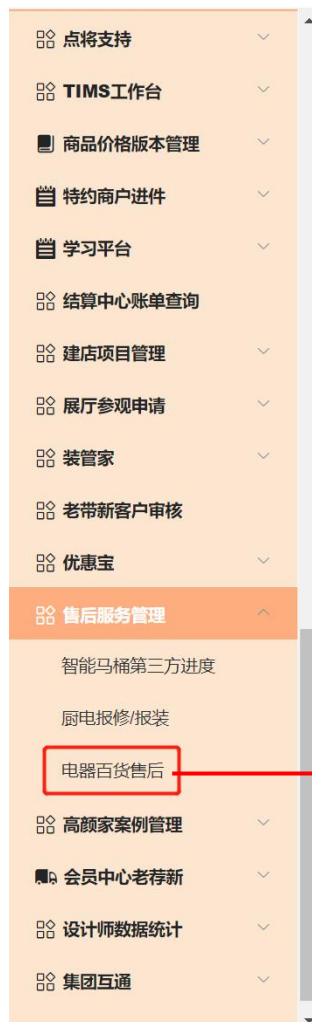 点将支持
TIMS工作台
商品价格版本管理
特约商户进件
学习平台
结算中心账单查询
建店项目管理
展厅参观申请
装管家
老带新客户审核
优惠宝
售后服务管理
智能马桶第三方进度
厨电报修/报装
电器百货售后
高颜家案例管理
会员中心老荐新
设计师数据统计
集团互通